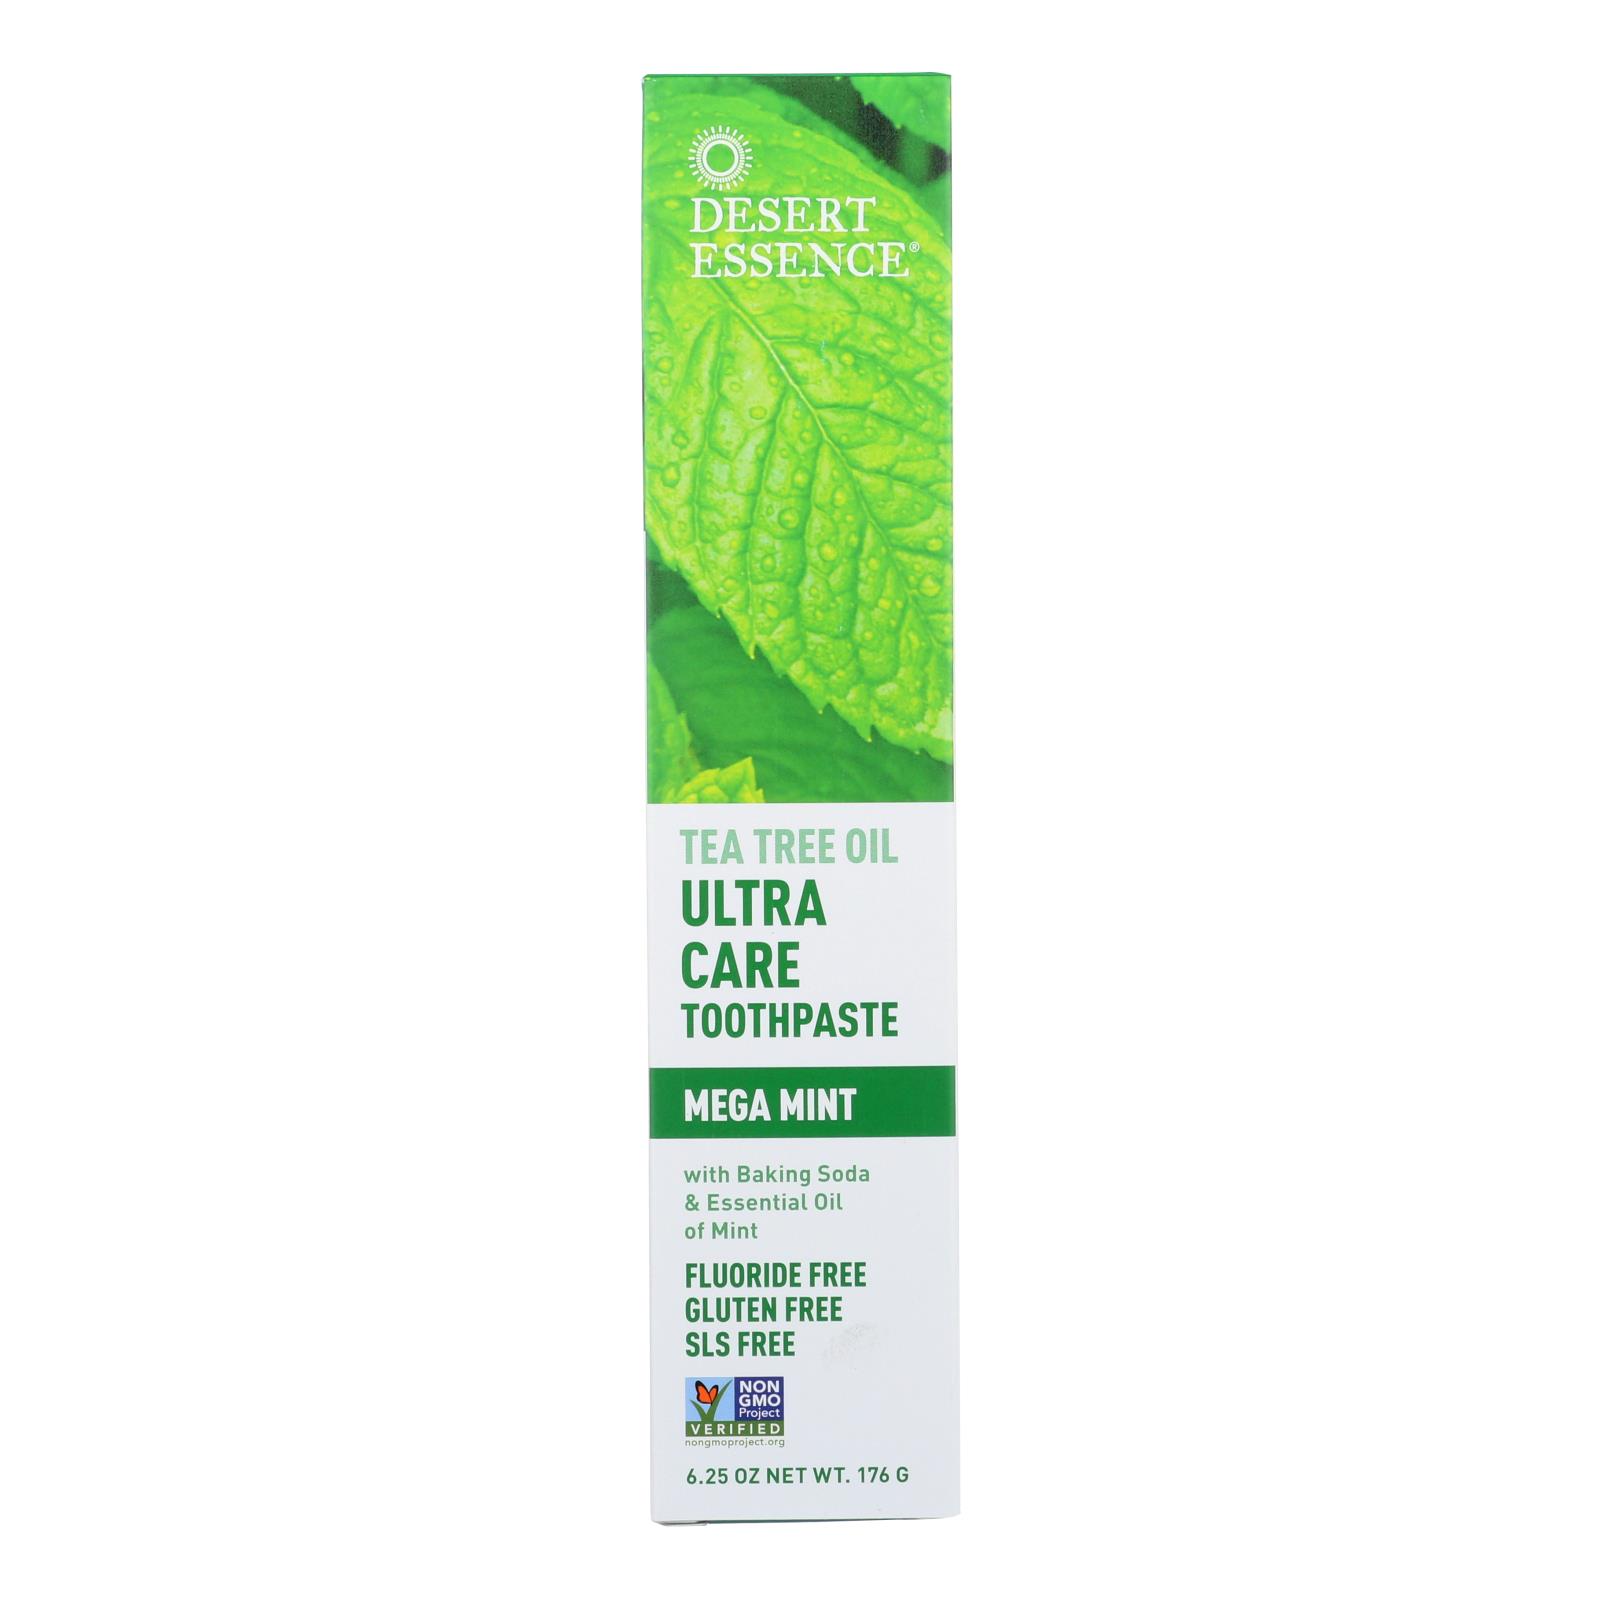 DESERT
ESSENCE®
TEA TREE OIL
ULTRA
CARE
TOOTHPASTE
MEGA MINT
with Baking Soda
& Essential Oil
of Mint
FLUORIDE FREE
GLUTEN FREE
SLS FREE
NON
GMO
Project
VERIFIED
nongmoproject.org
6.25 OZ NET WT. 176 G